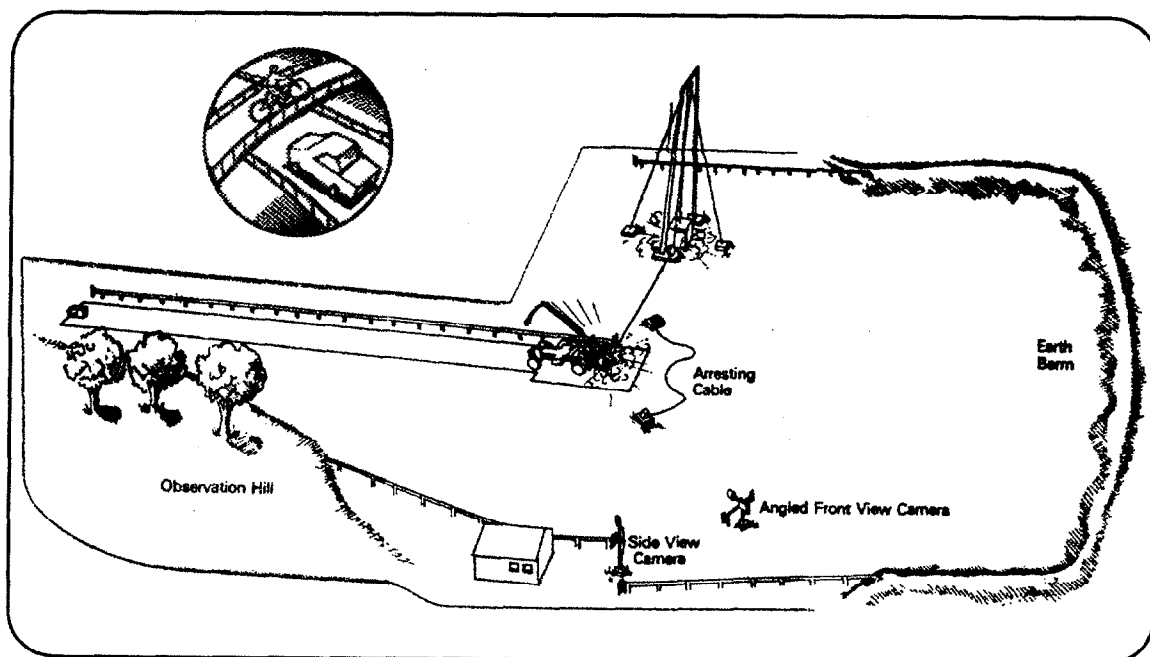 Earth
Berm
Arresting
Cable
Observation Hill
Angled Front View Camera
Side View
Camera